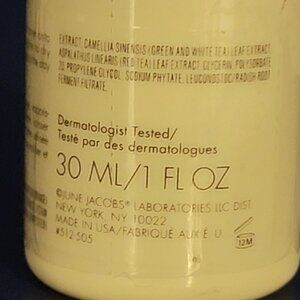 EXTRACT, CAMELLIA SINENSIS (GREEN AND WHITE TEA) LEAF EXTRACT,
ASPALATHUS LINEARIS (RED TEA) LEAF EXTRACT, GLYCERIN, POLYSORBATE
20, PROPYLENE GLYCOL, SODIUM PHYTATE, LEUCONOSTOC/RADISH ROOT
FERMENT FILTRATE.
Dermatologist Tested/
Testé par des dermatologues
30 ML/1 FL OZ
©JUNE JACOBS® LABORATORIES LLC DIST.
NEW YORK, NY 10022
MADE IN USA/FABRIQUÉ AUX É.U.
#512-505
12M